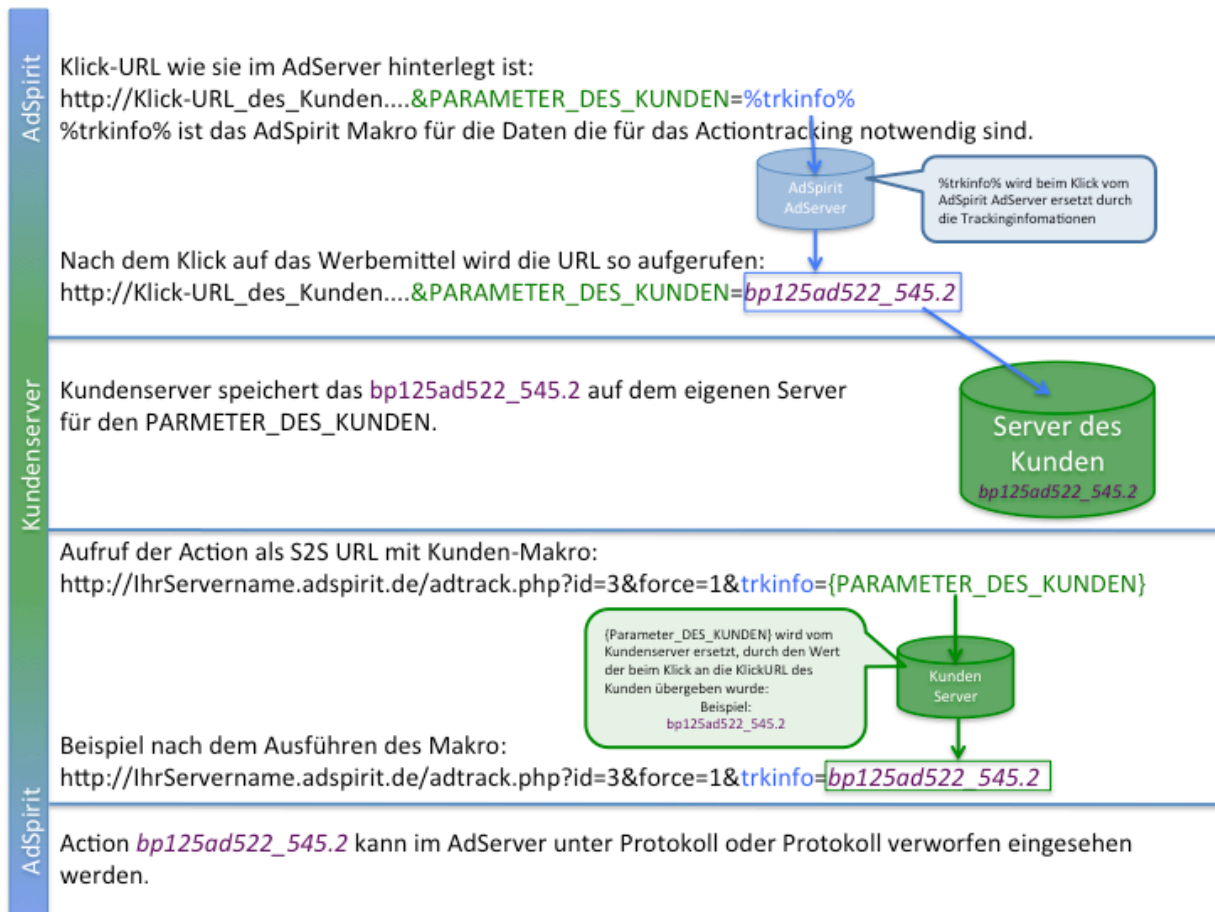 AdSpirit
Klick-URL wie sie im AdServer hinterlegt ist:
http://Klick-URL_des_Kunden....&PARAMETER_DES_KUNDEN=%trkinfo%
%trkinfo% ist das AdSpirit Makro für die Daten die für das Actiontracking notwendig sind.
AdSpirit
AdServer
%trkinfo% wird beim Klick vom
AdSpirit AdServer ersetzt durch
die Trackinginfomationen
Nach dem Klick auf das Werbemittel wird die URL so aufgerufen:
http://Klick-URL_des_Kunden....&PARAMETER_DES_KUNDEN=bp125ad522_545.2
Kundenserver
Kundenserver speichert das bp125ad522_545.2 auf dem eigenen Server
für den PARMETER_DES_KUNDEN.
Server des
Kunden
bp125ad522_545.2
Aufruf der Action als S2S URL mit Kunden-Makro:
http://IhrServername.adspirit.de/adtrack.php?id=3&force=1&trkinfo={PARAMETER_DES_KUNDEN}
{Parameter_DES_KUNDEN} wird vom
Kundenserver ersetzt, durch den Wert
der beim Klick an die KlickURL des
Kunden übergeben wurde:
Beispiel:
bp125ad522_545.2
Kunden
Server
Beispiel nach dem Ausführen des Makro:
http://IhrServername.adspirit.de/adtrack.php?id=3&force=1&trkinfo=bp125ad522_545.2
AdSpirit
Action bp125ad522_545.2 kann im AdServer unter Protokoll oder Protokoll verworfen eingesehen
werden.